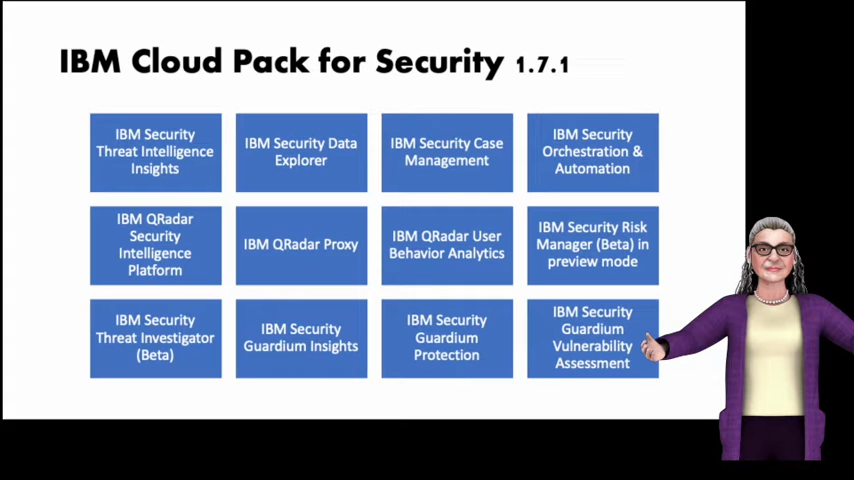 IBM Cloud Pack for Security 1.7.1
IBM Security
Threat Intelligence
Insights
IBM Security Data
Explorer
IBM Security Case
Management
IBM Security
Orchestration &
Automation
IBM QRadar
Security
Intelligence
Platform
IBM QRadar Proxy
IBM QRadar User
Behavior Analytics
IBM Security Risk
Manager (Beta) in
preview mode
IBM Security
Threat Investigator
(Beta)
IBM Security
Guardium Insights
IBM Security
Guardium
Protection
IBM Security
Guardium
Vulnerability
Assessment